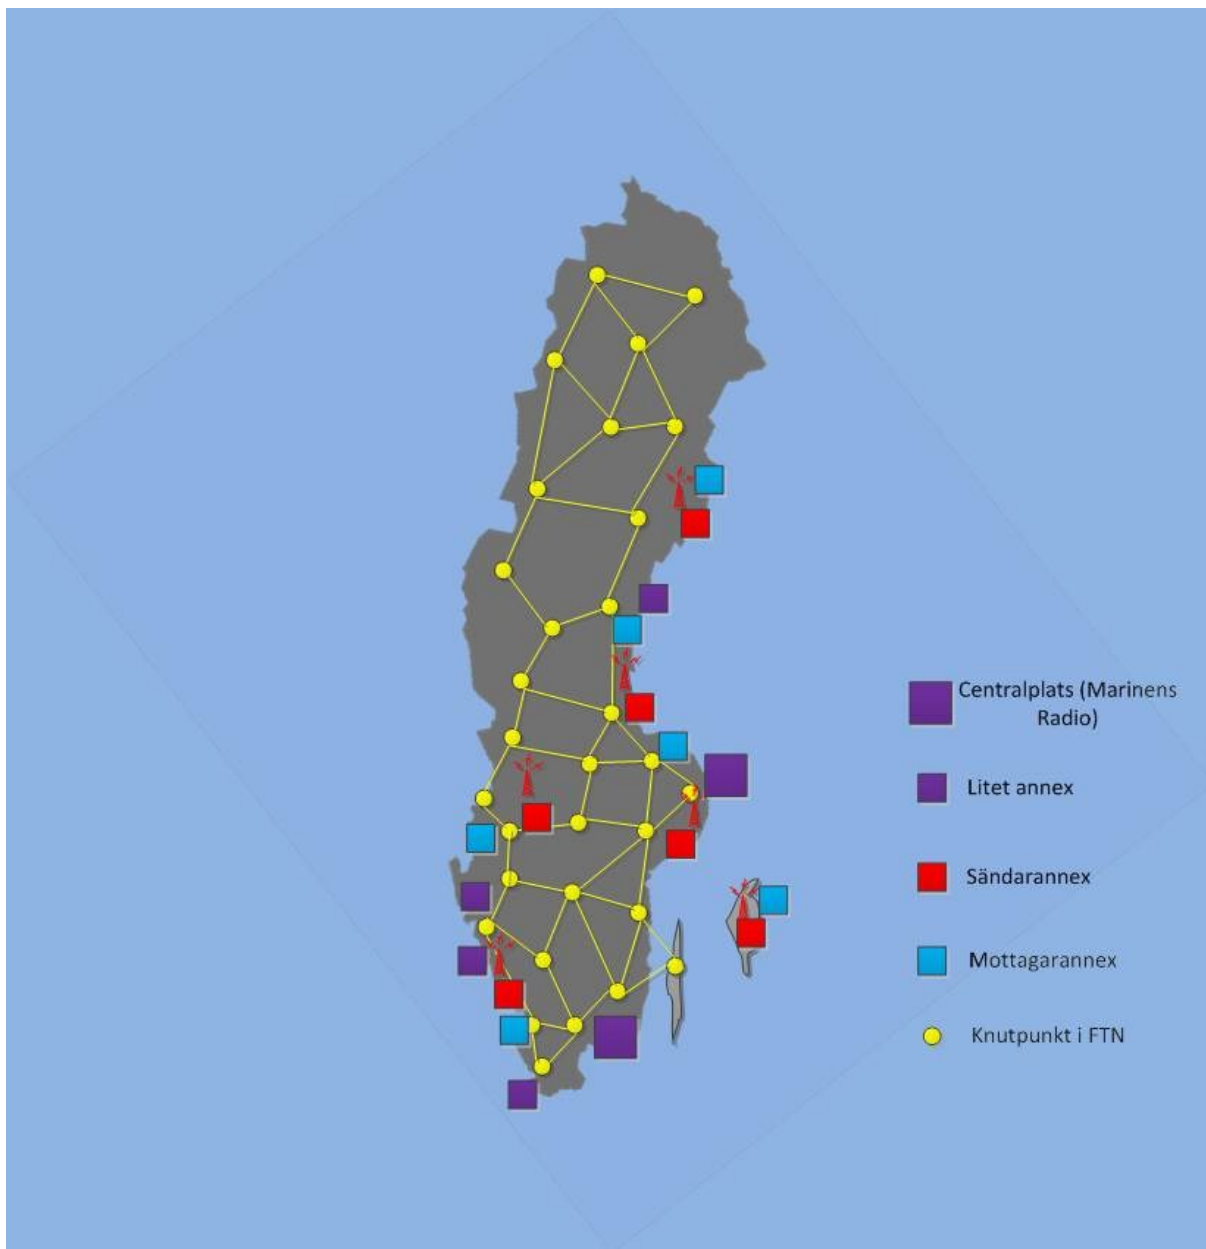 Centralplats (Marinens
Radio)
Litet annex
Sändarannex
Mottagarannex
Knutpunkt i FTN